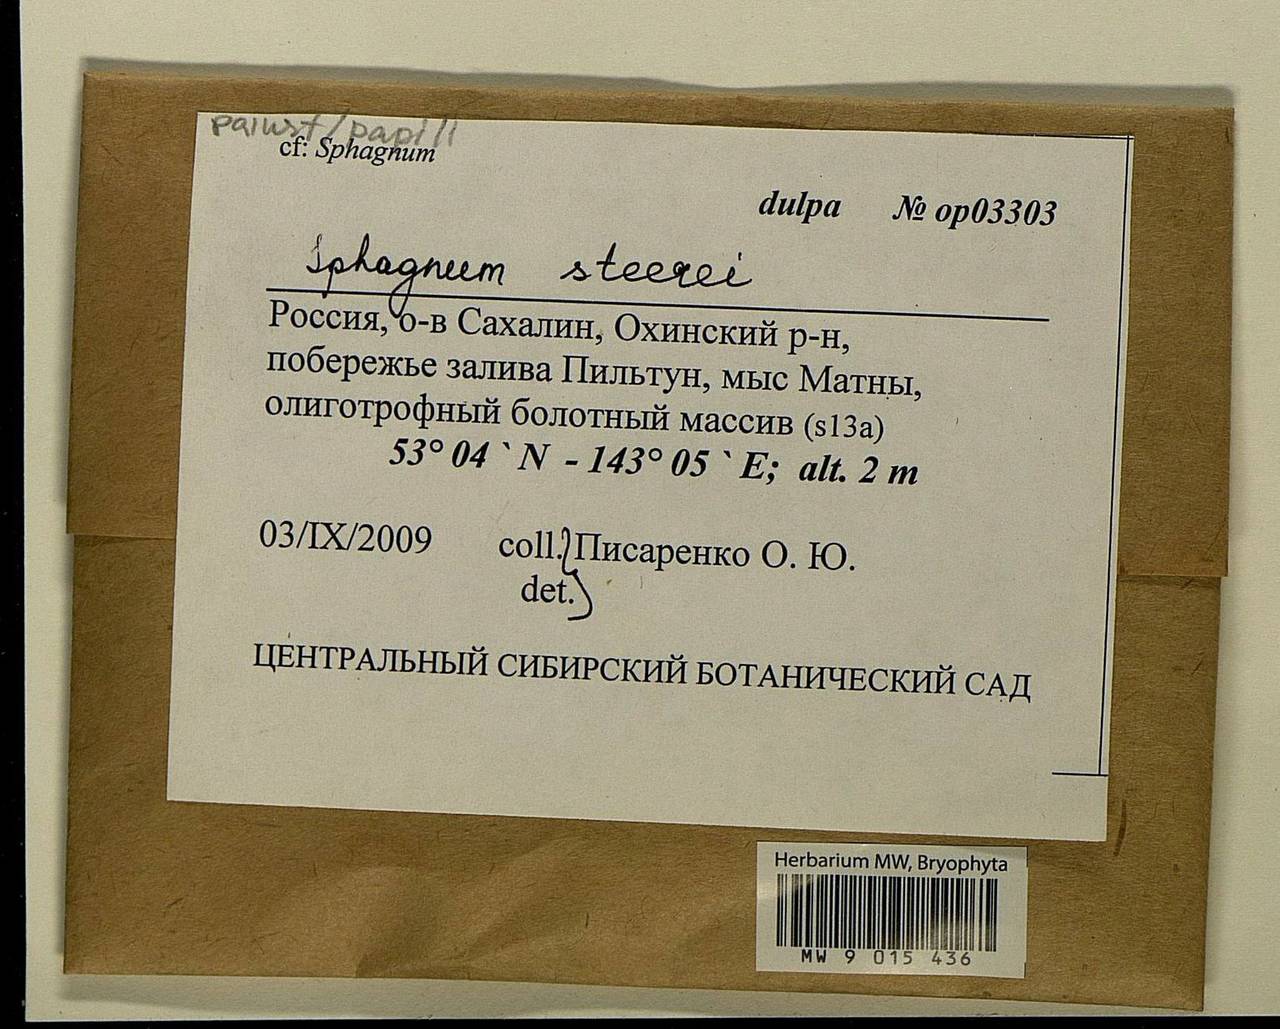 palust/papill
cf: Sphagnum
dulpa № op03303
Sphagnum steerei
Россия, о-в Сахалин, Охинский р-н,
побережье залива Пильтун, мыс Матны,
олиготрофный болотный массив (s13a)
53° 04 ` N - 143° 05 ` E; alt. 2 m
03/IX/2009 coll. Писаренко О. Ю.
det.
ЦЕНТРАЛЬНЫЙ СИБИРСКИЙ БОТАНИЧЕСКИЙ САД
Herbarium MW, Bryophyta
MW 9 015 436